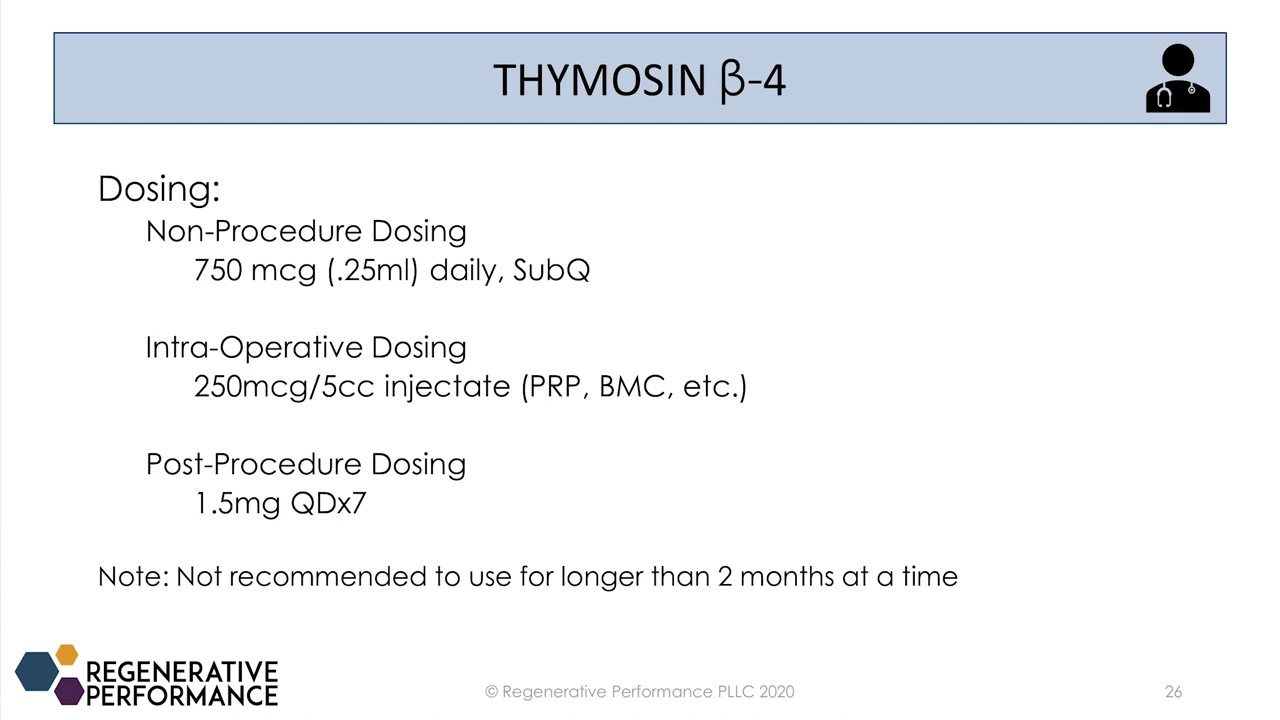 THYMOSIN β-4
Dosing:
Non-Procedure Dosing
750 mcg (.25ml) daily, SubQ
Intra-Operative Dosing
250mcg/5cc injectate (PRP, BMC, etc.)
Post-Procedure Dosing
1.5mg QDx7
Note: Not recommended to use for longer than 2 months at a time
REGENERATIVE
PERFORMANCE
© Regenerative Performance PLLC 2020
26